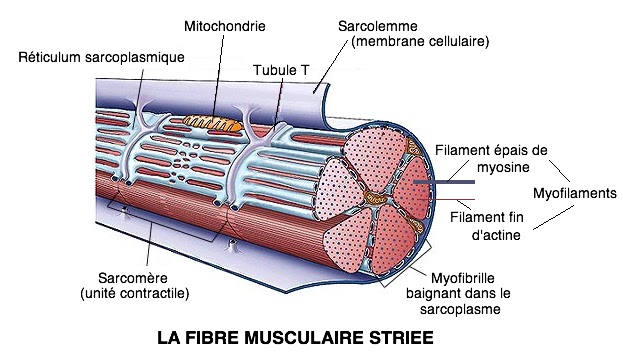 Mitochondrie
Sarcolemme
(membrane cellulaire)
Réticulum sarcoplasmique
Tubule T
Filament épais de
myosine
Myofilaments
Filament fin
d'actine
Sarcomère
(unité contractile)
Myofibrille
baignant dans le
sarcoplasme
LA FIBRE MUSCULAIRE STRIEE